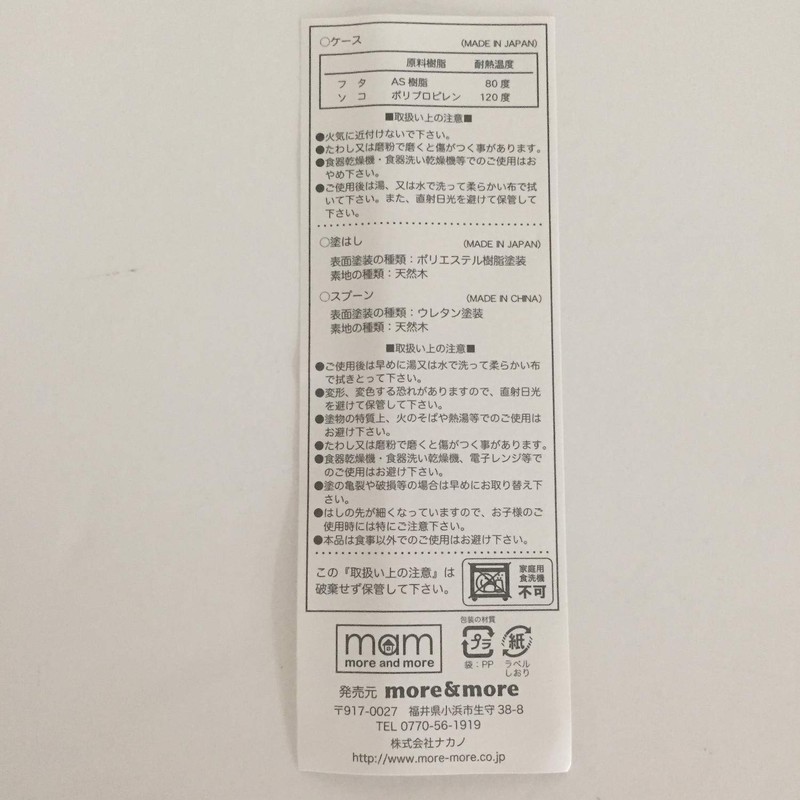 ○ケース (MADE IN JAPAN)
原料樹脂 耐熱温度
フタ AS樹脂 80度
ソコ ポリプロピレン 120度
■取扱い上の注意■
●火気に近付けないで下さい。
●たわし又は磨粉で磨くと傷がつく事があります。
●食器乾燥機・食器洗い乾燥機等でのご使用はお
やめ下さい。
●ご使用後は湯、又は水で洗って柔らかい布で拭
いて下さい。また、直射日光を避けて保管して
下さい。
○塗はし (MADE IN JAPAN)
表面塗装の種類：ポリエステル樹脂塗装
素地の種類：天然木
○スプーン (MADE IN CHINA)
表面塗装の種類：ウレタン塗装
素地の種類：天然木
■取扱い上の注意■
●ご使用後は早めに湯又は水で洗って柔らかい布
で拭きとって下さい。
●変形、変色する恐れがありますので、直射日光
を避けて保管して下さい。
●塗物の特質上、火のそばや熱湯等でのご使用は
お避け下さい。
●たわし又は磨粉で磨くと傷がつく事があります。
●食器乾燥機・食器洗い乾燥機、電子レンジ等で
のご使用はお避け下さい。
●塗の亀裂や破損等の場合は早めにお取り替え下
さい。
●はしの先が細くなっていますので、お子様のご
使用時には特にご注意下さい。
●本品は食事以外でのご使用はお避け下さい。
この『取扱い上の注意』は
破棄せず保管して下さい。
家庭用
食洗機
不可
mam
more and more
包装の材質
プラ 紙
袋：PP ラベル
しおり
発売元 more&more
〒917-0027 福井県小浜市生守38-8
TEL 0770-56-1919
株式会社ナカノ
http://www.more-more.co.jp